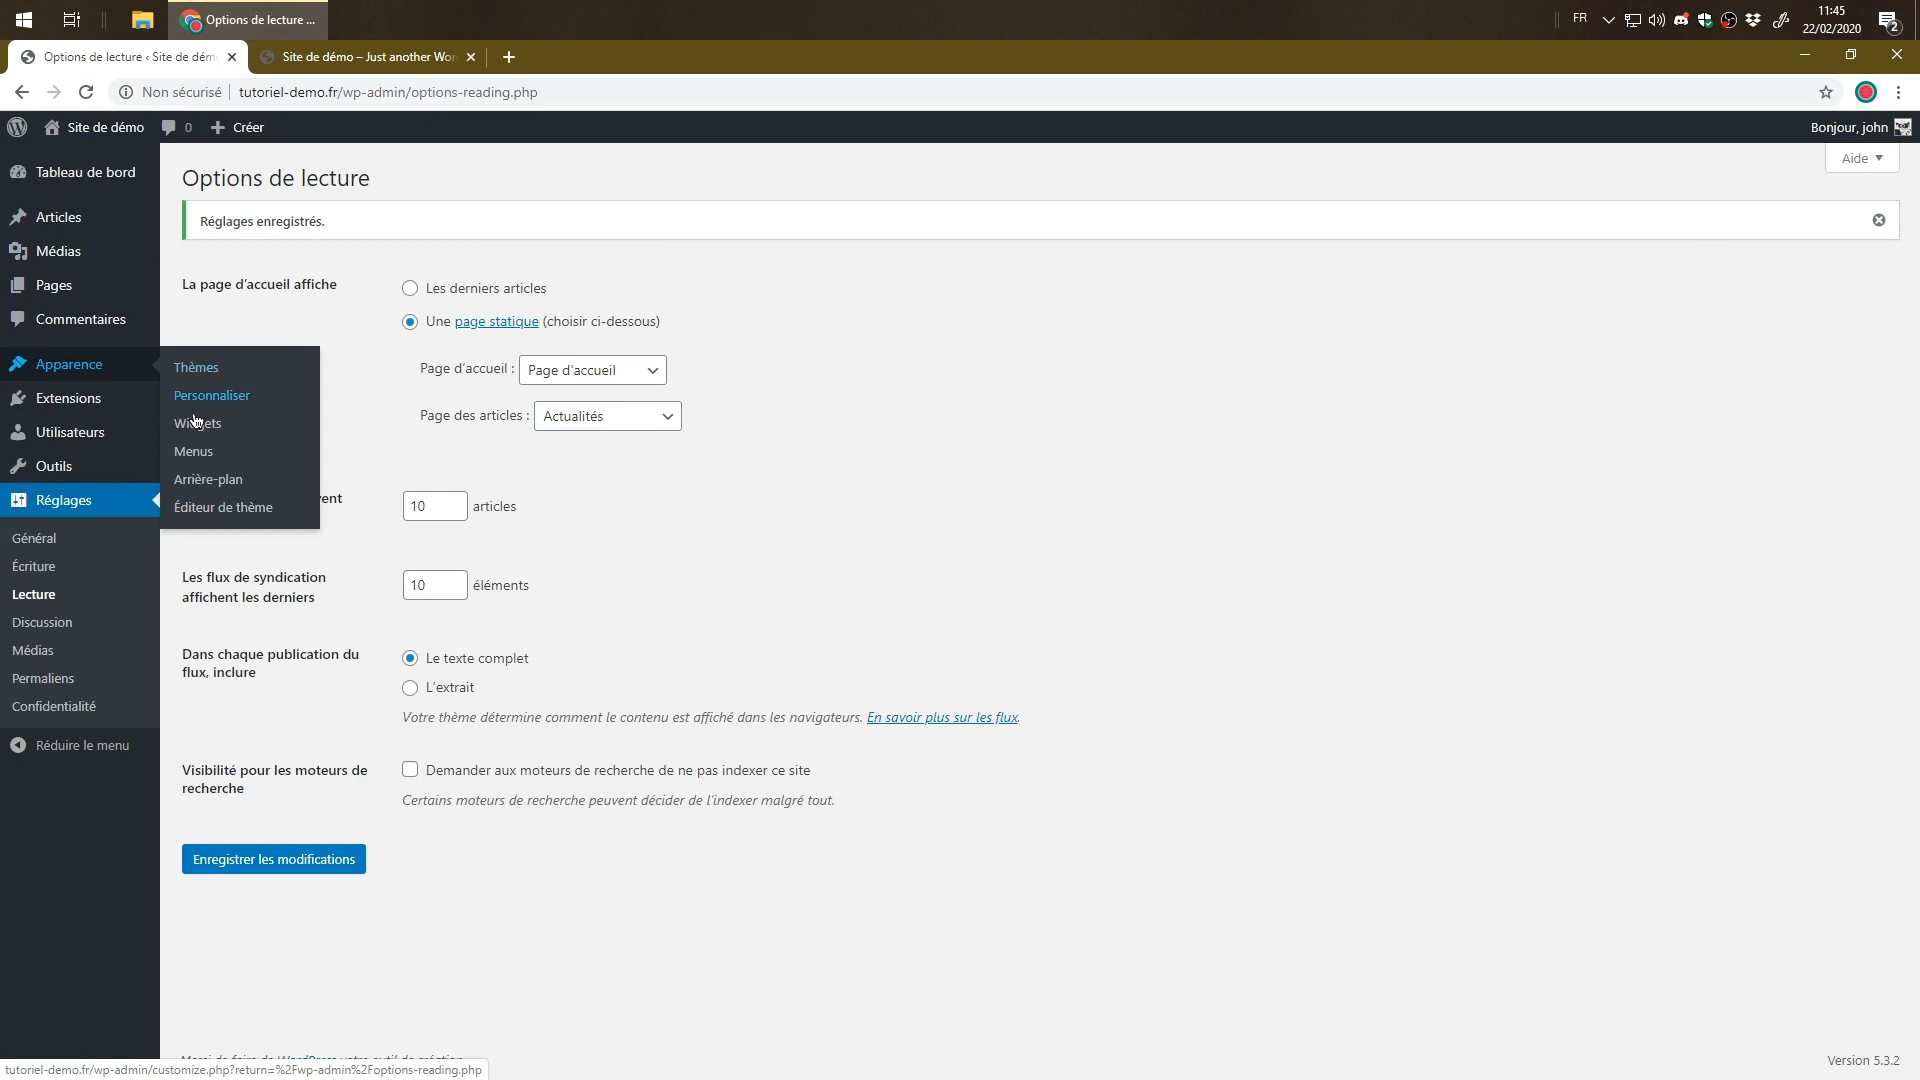 Options de lecture ...
FR
11:45
22/02/2020
2
Options de lecture ‹ Site de dém
Site de démo – Just another Wor
Non sécurisé
tutoriel-demo.fr/wp-admin/options-reading.php
Site de démo
0
Créer
Bonjour, john
Aide
Tableau de bord
Articles
Médias
Pages
Commentaires
Apparence
Extensions
Utilisateurs
Outils
Réglages
Général
Écriture
Lecture
Discussion
Médias
Permaliens
Confidentialité
Réduire le menu
Thèmes
Personnaliser
Widgets
Menus
Arrière-plan
Éditeur de thème
Options de lecture
Réglages enregistrés.
La page d'accueil affiche
Les derniers articles
Une page statique (choisir ci-dessous)
Page d'accueil : Page d'accueil
Page des articles : Actualités
vent
10 articles
Les flux de syndication
affichent les derniers
10 éléments
Dans chaque publication du
flux, inclure
Le texte complet
L'extrait
Votre thème détermine comment le contenu est affiché dans les navigateurs. En savoir plus sur les flux.
Visibilité pour les moteurs de
recherche
Demander aux moteurs de recherche de ne pas indexer ce site
Certains moteurs de recherche peuvent décider de l'indexer malgré tout.
Enregistrer les modifications
Version 5.3.2
tutoriel-demo.fr/wp-admin/customize.php?return=%2Fwp-admin%2Foptions-reading.php